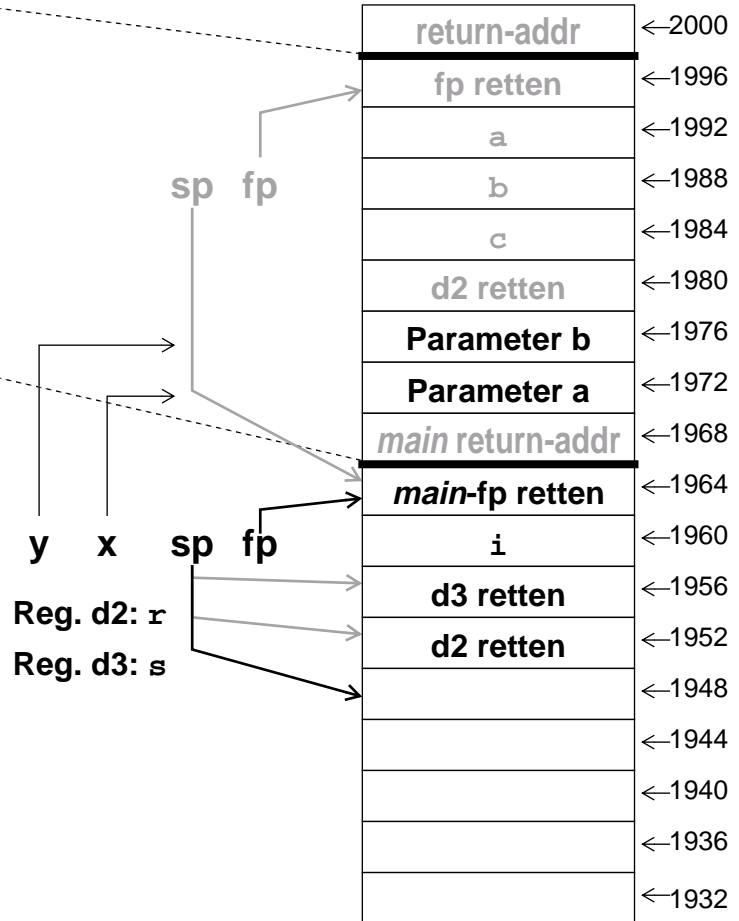 return-addr ←2000
fp retten ←1996
a ←1992
sp fp b ←1988
c ←1984
d2 retten ←1980
Parameter b ←1976
Parameter a ←1972
main return-addr ←1968
main-fp retten ←1964
y x sp fp i ←1960
Reg. d2: r d3 retten ←1956
Reg. d3: s d2 retten ←1952
←1948
←1944
←1940
←1936
←1932